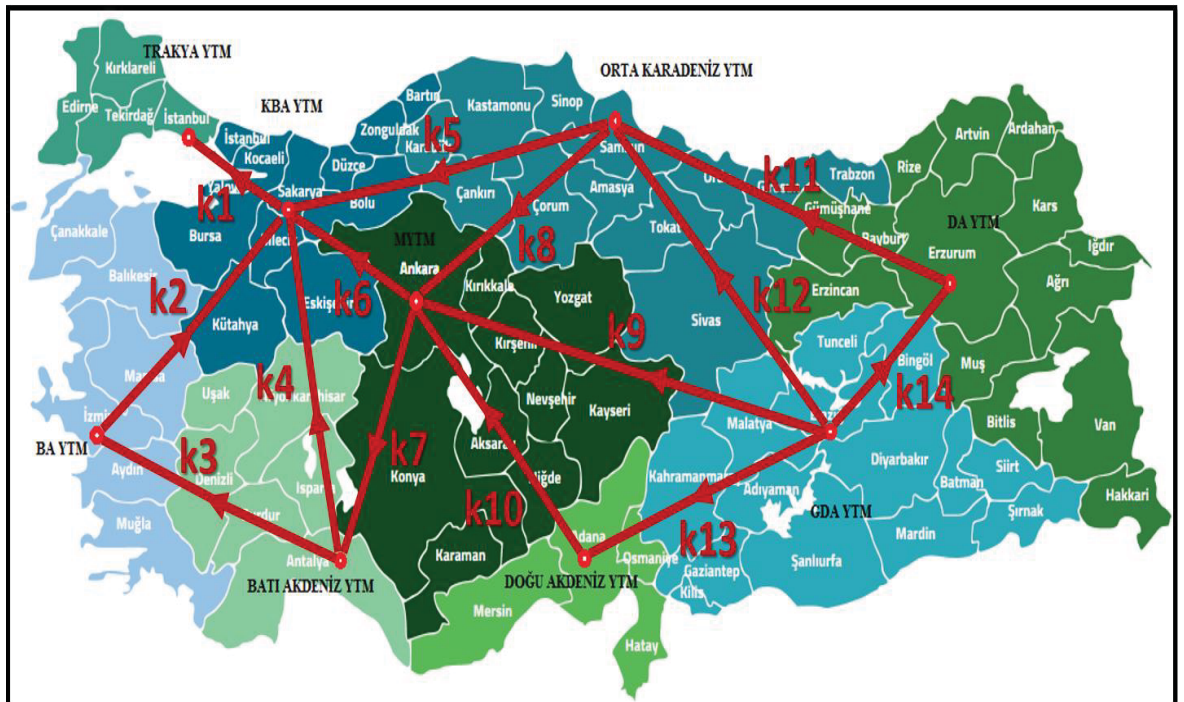 TRAKYA YTM
Kırklareli
Edirne
Tekirdağ
İstanbul
KBA YTM
İstanbul
Kocaeli
Sakarya
Düzce
Bolu
Zonguldak
Bartın
Kastamonu
Sinop
ORTA KARADENİZ YTM
Çankırı
Çorum
Amasya
Tokat
Trabzon
Rize
Artvin
Ardahan
Kars
Gümüşhane
Bayburt
DA YTM
Erzurum
Iğdır
Ağrı
Erzincan
Çanakkale
Balıkesir
Bursa
Kütahya
MYTM
Ankara
Kırıkkale
Yozgat
Sivas
Tunceli
Bingöl
Muş
Bitlis
Van
Hakkari
Uşak
Kırşehir
Nevşehir
Kayseri
Aksaray
Malatya
İzmir
BA YTM
Aydın
Muğla
Denizli
Konya
Niğde
Karaman
Antalya
BATI AKDENİZ YTM
Mersin
Adana
Osmaniye
Hatay
DOĞU AKDENİZ YTM
Adıyaman
Gaziantep
Kilis
Şanlıurfa
GDA YTM
Diyarbakır
Batman
Siirt
Şırnak
Mardin
k1
k2
k3
k4
k5
k6
k7
k8
k9
k10
k11
k12
k13
k14